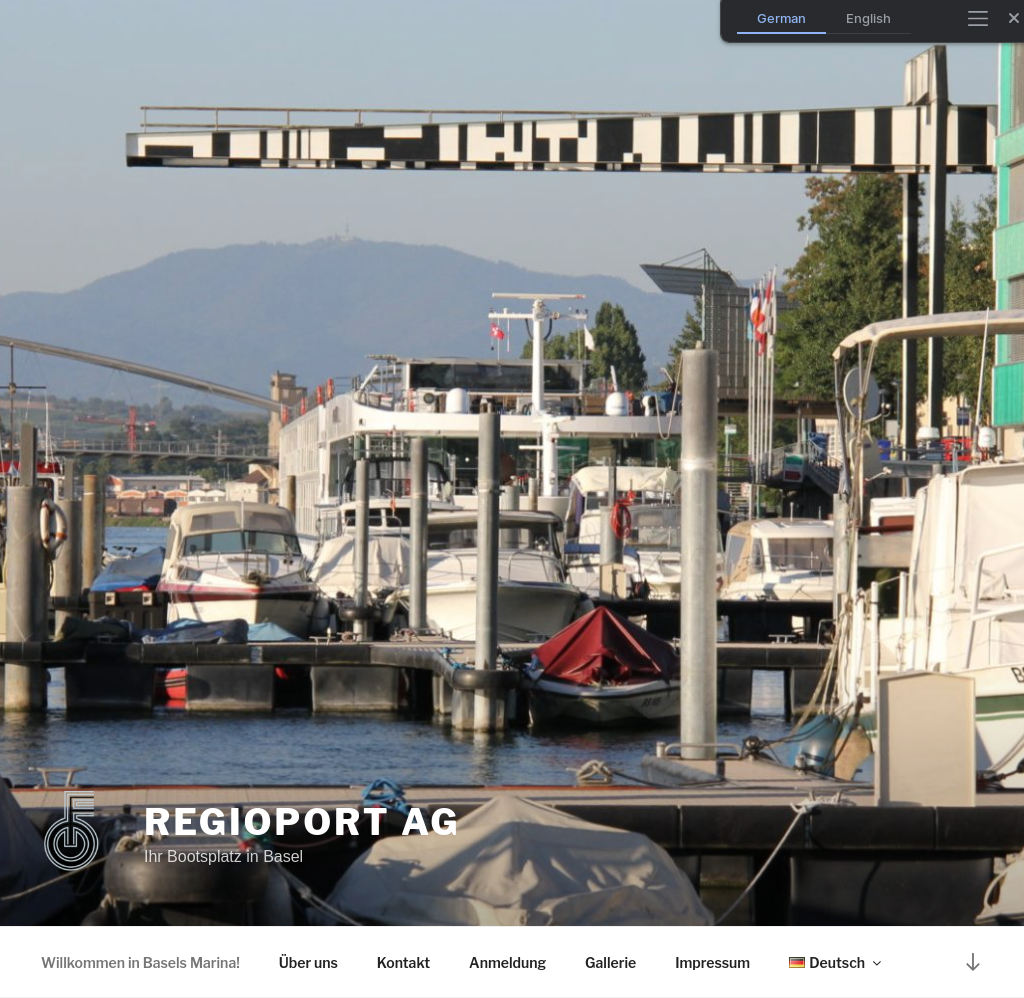 German English
REGIOPORT AG
Ihr Bootsplatz in Basel
Willkommen in Basels Marina! Über uns Kontakt Anmeldung Gallerie Impressum Deutsch